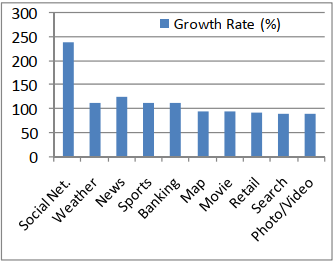 300
250
200
150
100
50
0
Growth Rate (%)
Social Net.
Weather
News
Sports
Banking
Map
Movie
Retail
Search
Photo/Video